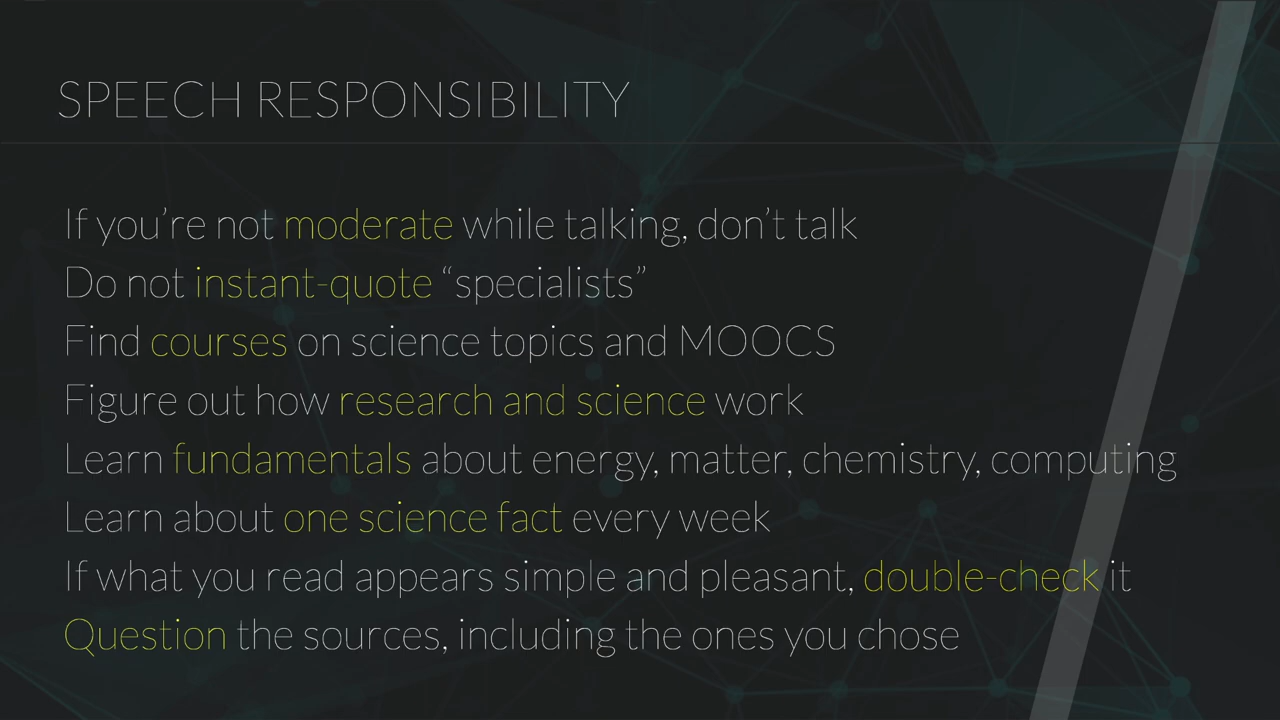 SPEECH RESPONSIBILITY
If you’re not moderate while talking, don’t talk
Do not instant-quote “specialists”
Find courses on science topics and MOOCS
Figure out how research and science work
Learn fundamentals about energy, matter, chemistry, computing
Learn about one science fact every week
If what you read appears simple and pleasant, double-check it
Question the sources, including the ones you chose